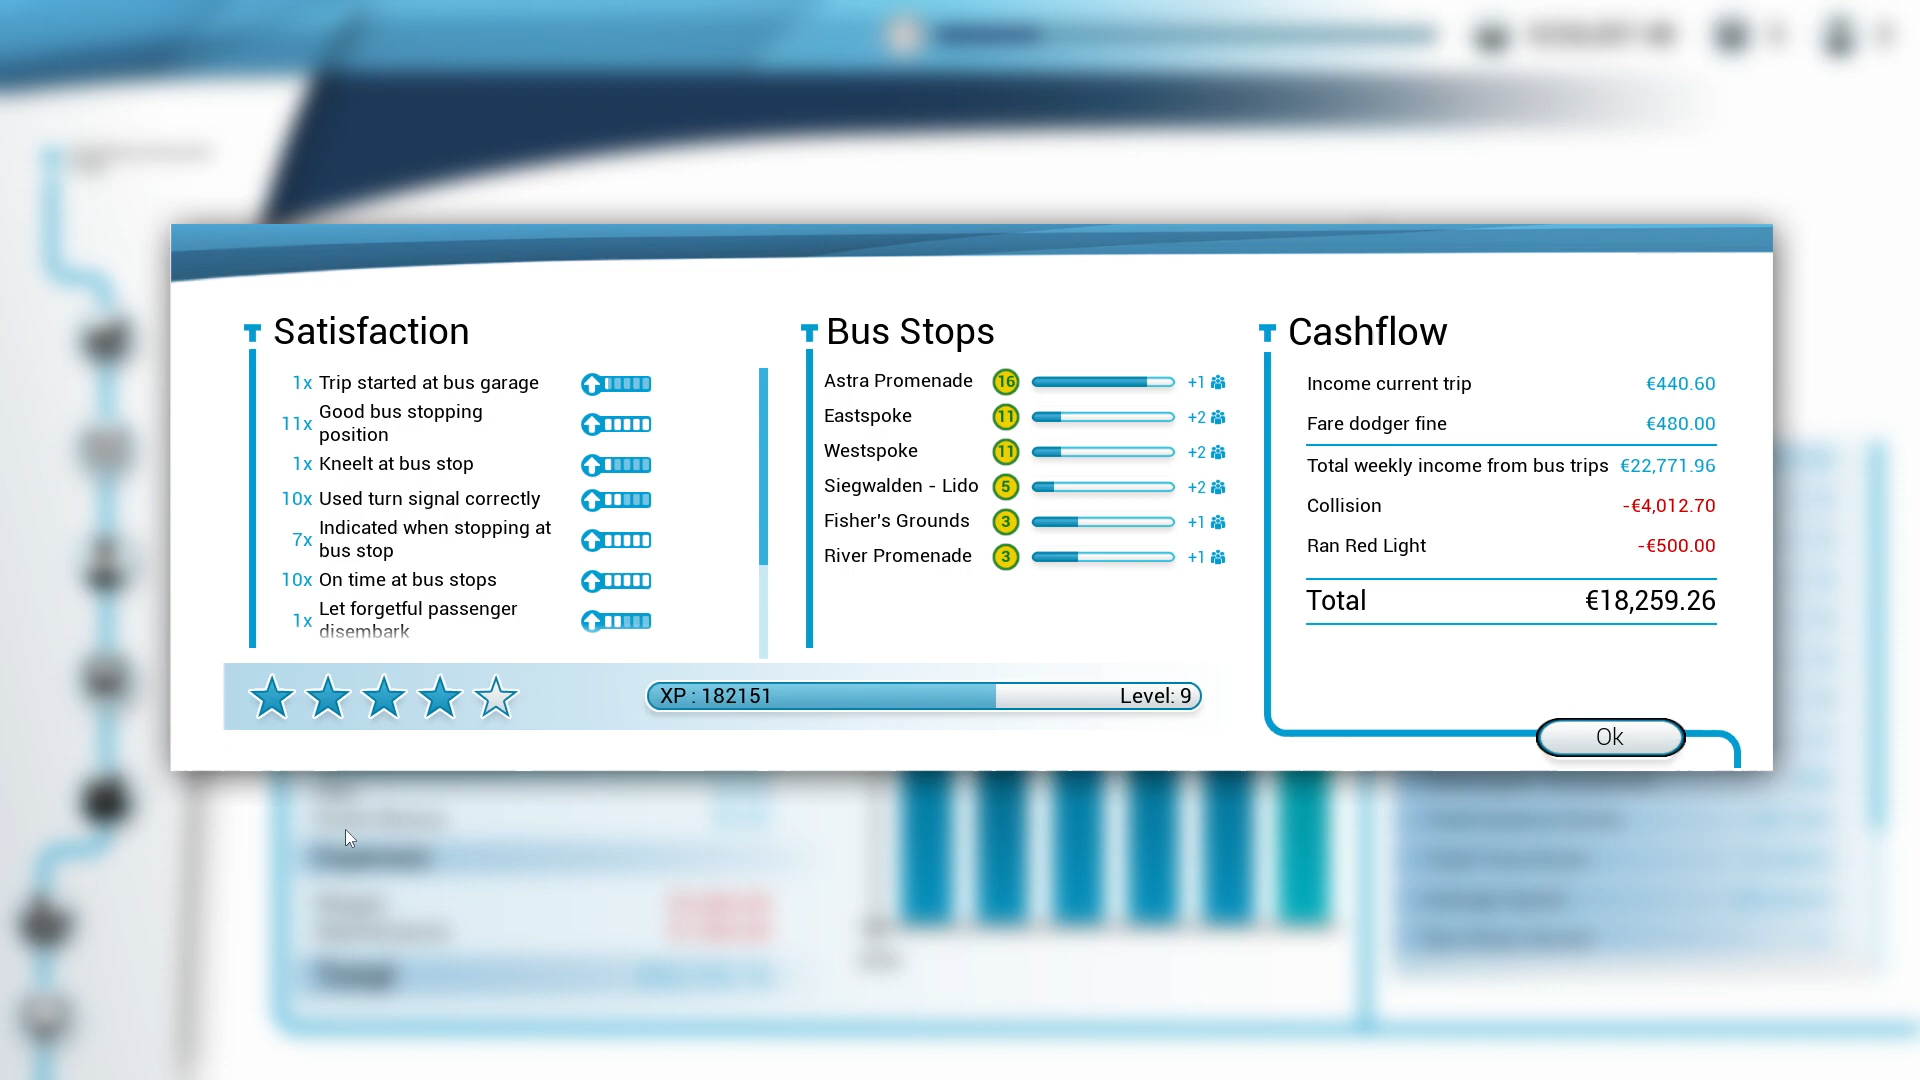 Satisfaction
1x Trip started at bus garage
11x Good bus stopping
position
1x Kneelt at bus stop
10x Used turn signal correctly
7x Indicated when stopping at
bus stop
10x On time at bus stops
1x Let forgetful passenger
disembark
Bus Stops
Astra Promenade 16 +1
Eastspoke 11 +2
Westspoke 11 +2
Siegwalden - Lido 5 +2
Fisher's Grounds 3 +1
River Promenade 3 +1
Cashflow
Income current trip €440.60
Fare dodger fine €480.00
Total weekly income from bus trips €22,771.96
Collision -€4,012.70
Ran Red Light -€500.00
Total €18,259.26
XP : 182151 Level: 9
Ok